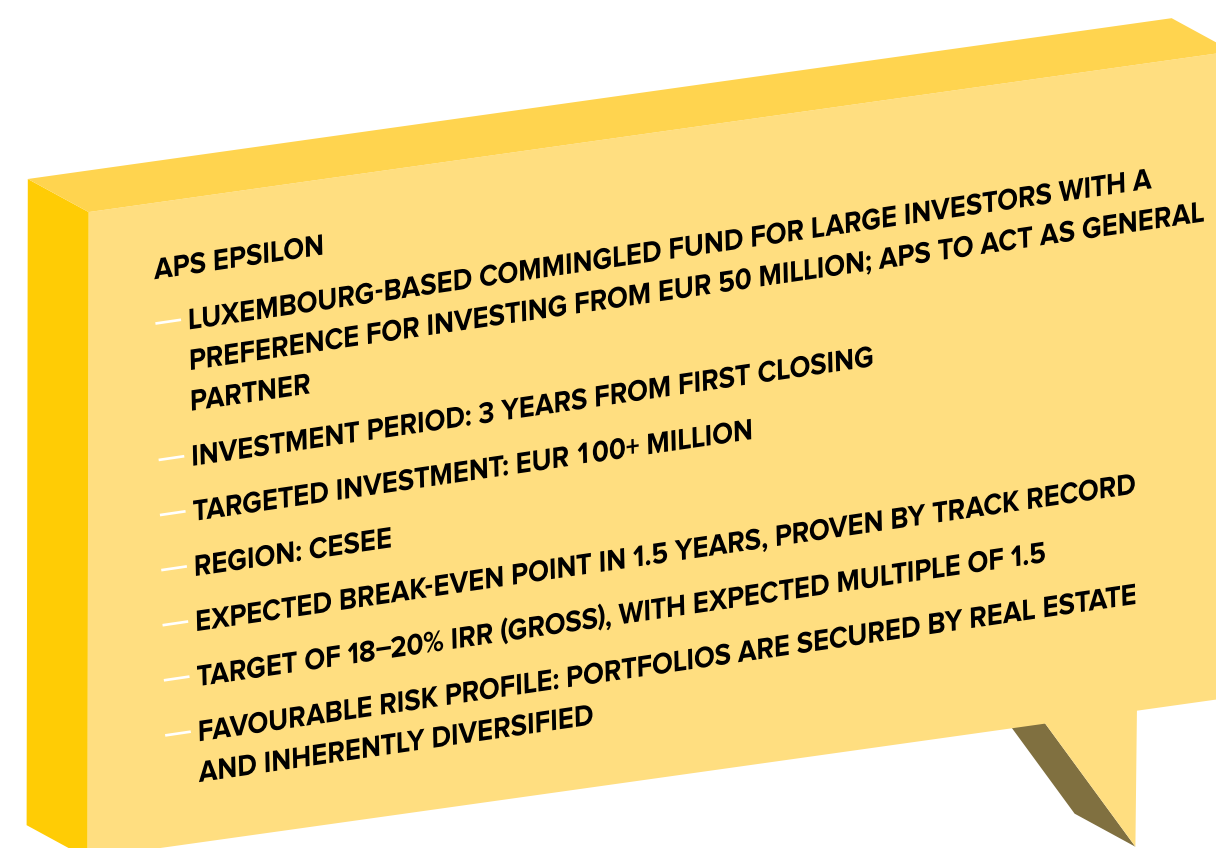 APS EPSILON
— LUXEMBOURG-BASED COMMINGLED FUND FOR LARGE INVESTORS WITH A
PREFERENCE FOR INVESTING FROM EUR 50 MILLION; APS TO ACT AS GENERAL
PARTNER
— INVESTMENT PERIOD: 3 YEARS FROM FIRST CLOSING
— TARGETED INVESTMENT: EUR 100+ MILLION
— REGION: CESEE
— EXPECTED BREAK-EVEN POINT IN 1.5 YEARS, PROVEN BY TRACK RECORD
— TARGET OF 18–20% IRR (GROSS), WITH EXPECTED MULTIPLE OF 1.5
— FAVOURABLE RISK PROFILE: PORTFOLIOS ARE SECURED BY REAL ESTATE
AND INHERENTLY DIVERSIFIED